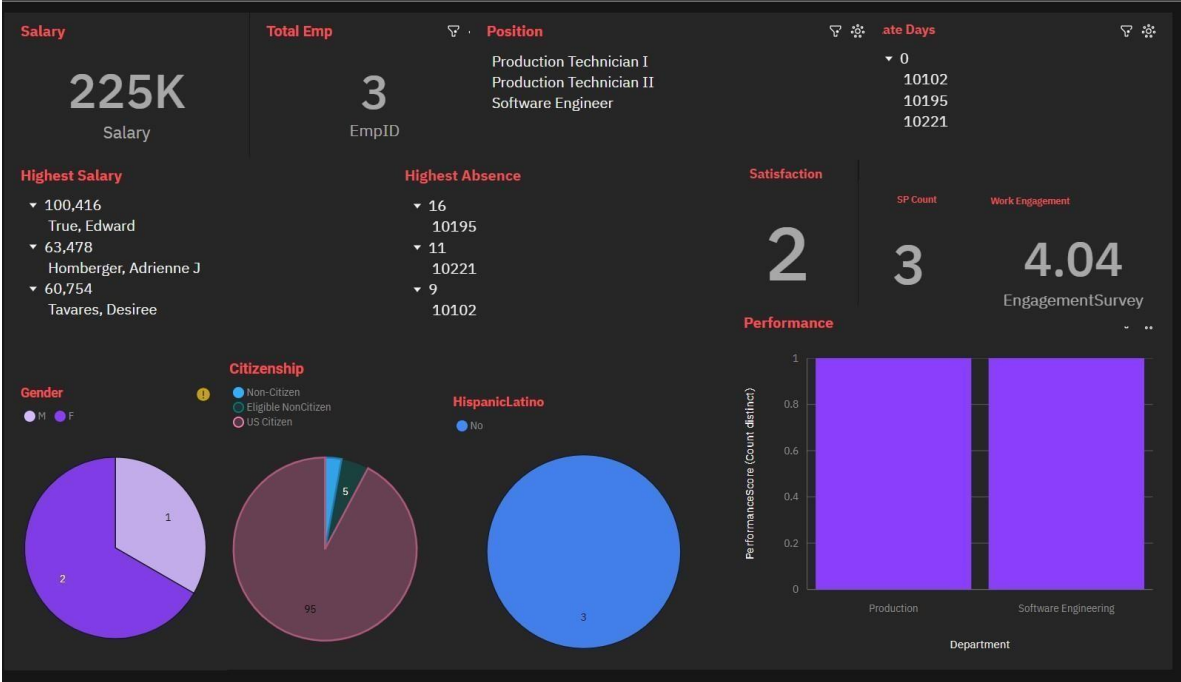 Salary
225K
Salary
Total Emp
3
EmpID
Position
Production Technician I
Production Technician II
Software Engineer
ate Days
0
10102
10195
10221
Highest Salary
100,416
True, Edward
63,478
Homberger, Adrienne J
60,754
Tavares, Desiree
Highest Absence
16
10195
11
10221
9
10102
Satisfaction
2
SP Count
3
Work Engagement
4.04
EngagementSurvey
Gender
M F
1
2
Citizenship
Non-Citizen
Eligible NonCitizen
US Citizen
5
95
HispanicLatino
No
3
Performance
PerformanceScore (Count distinct)
1
0.8
0.6
0.4
0.2
0
Production Software Engineering
Department